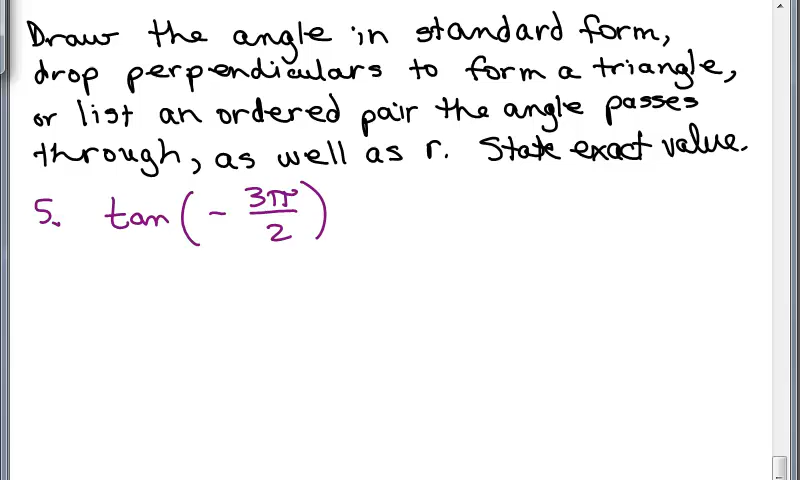 Draw the angle in standard form,
drop perpendiculars to form a triangle,
or list an ordered pair the angle passes
through, as well as r. State exact value.
5. tan(- 3π/2)